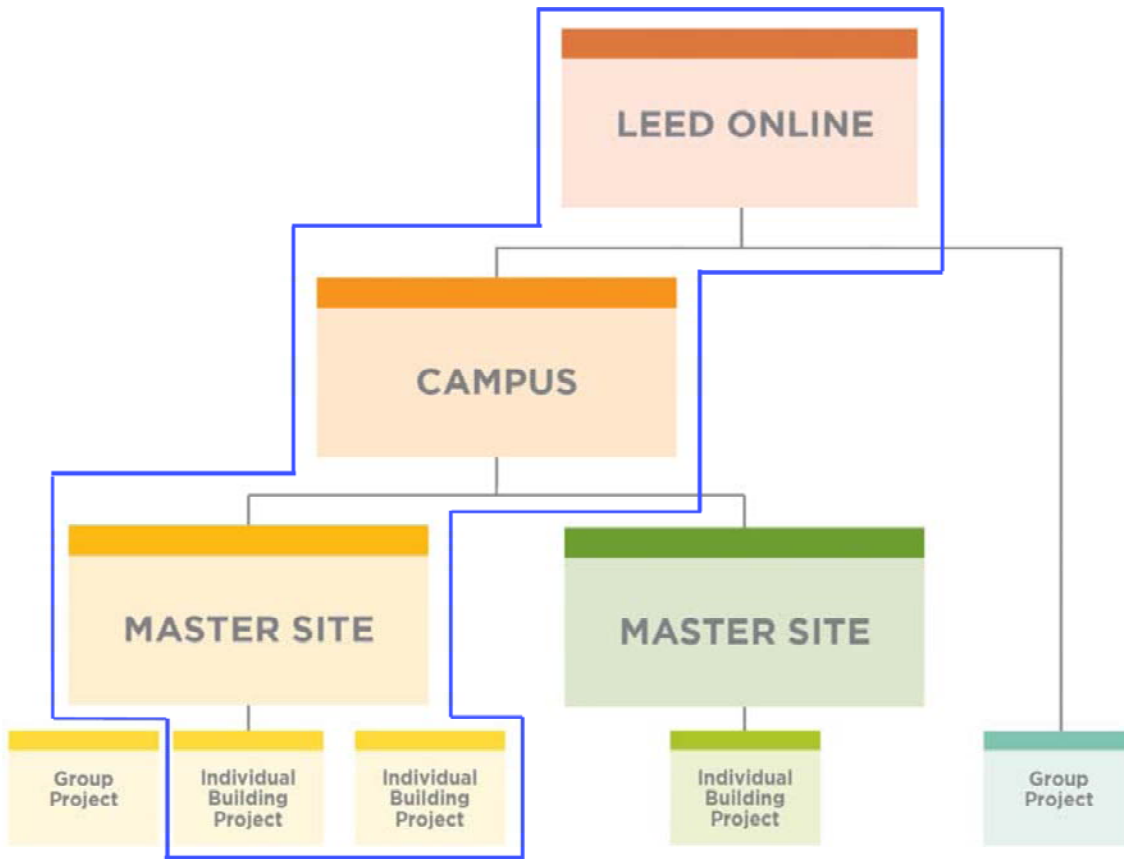 LEED ONLINE
CAMPUS
MASTER SITE
MASTER SITE
Group
Project
Individual
Building
Project
Individual
Building
Project
Individual
Building
Project
Group
Project